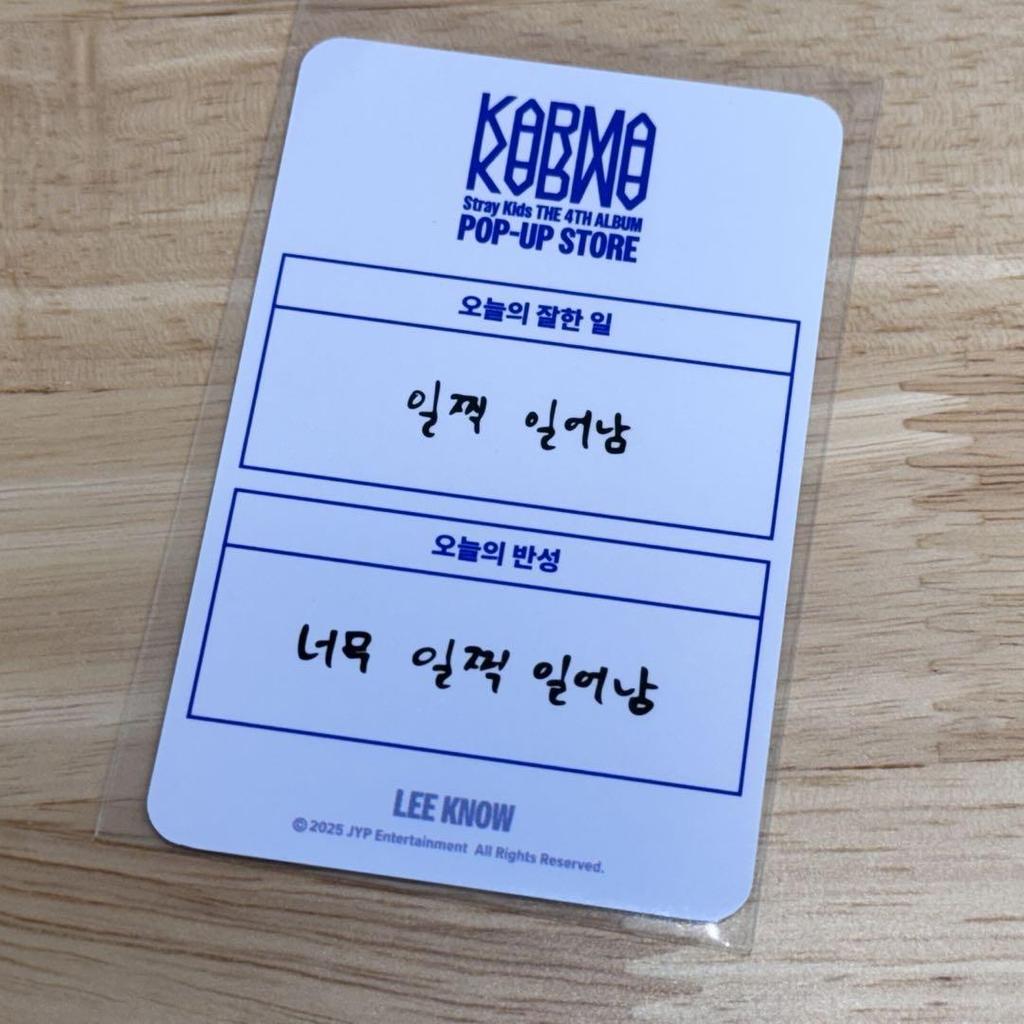 KARMA
Stray Kids THE 4TH ALBUM
POP-UP STORE
오늘의 잘한 일
일찍 일어남
오늘의 반성
너무 일찍 일어남
LEE KNOW
© 2025 JYP Entertainment All Rights Reserved.